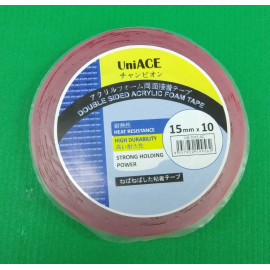 UniACE
チャンピオン
アクリルフォーム両面接着テープ
DOUBLE SIDED ACRYLIC FOAM TAPE
15mm x 10
耐熱性
HEAT RESISTANCE
HIGH DURABILITY
高い耐久性
STRONG HOLDING
POWER
ねばねばした粘着テープ